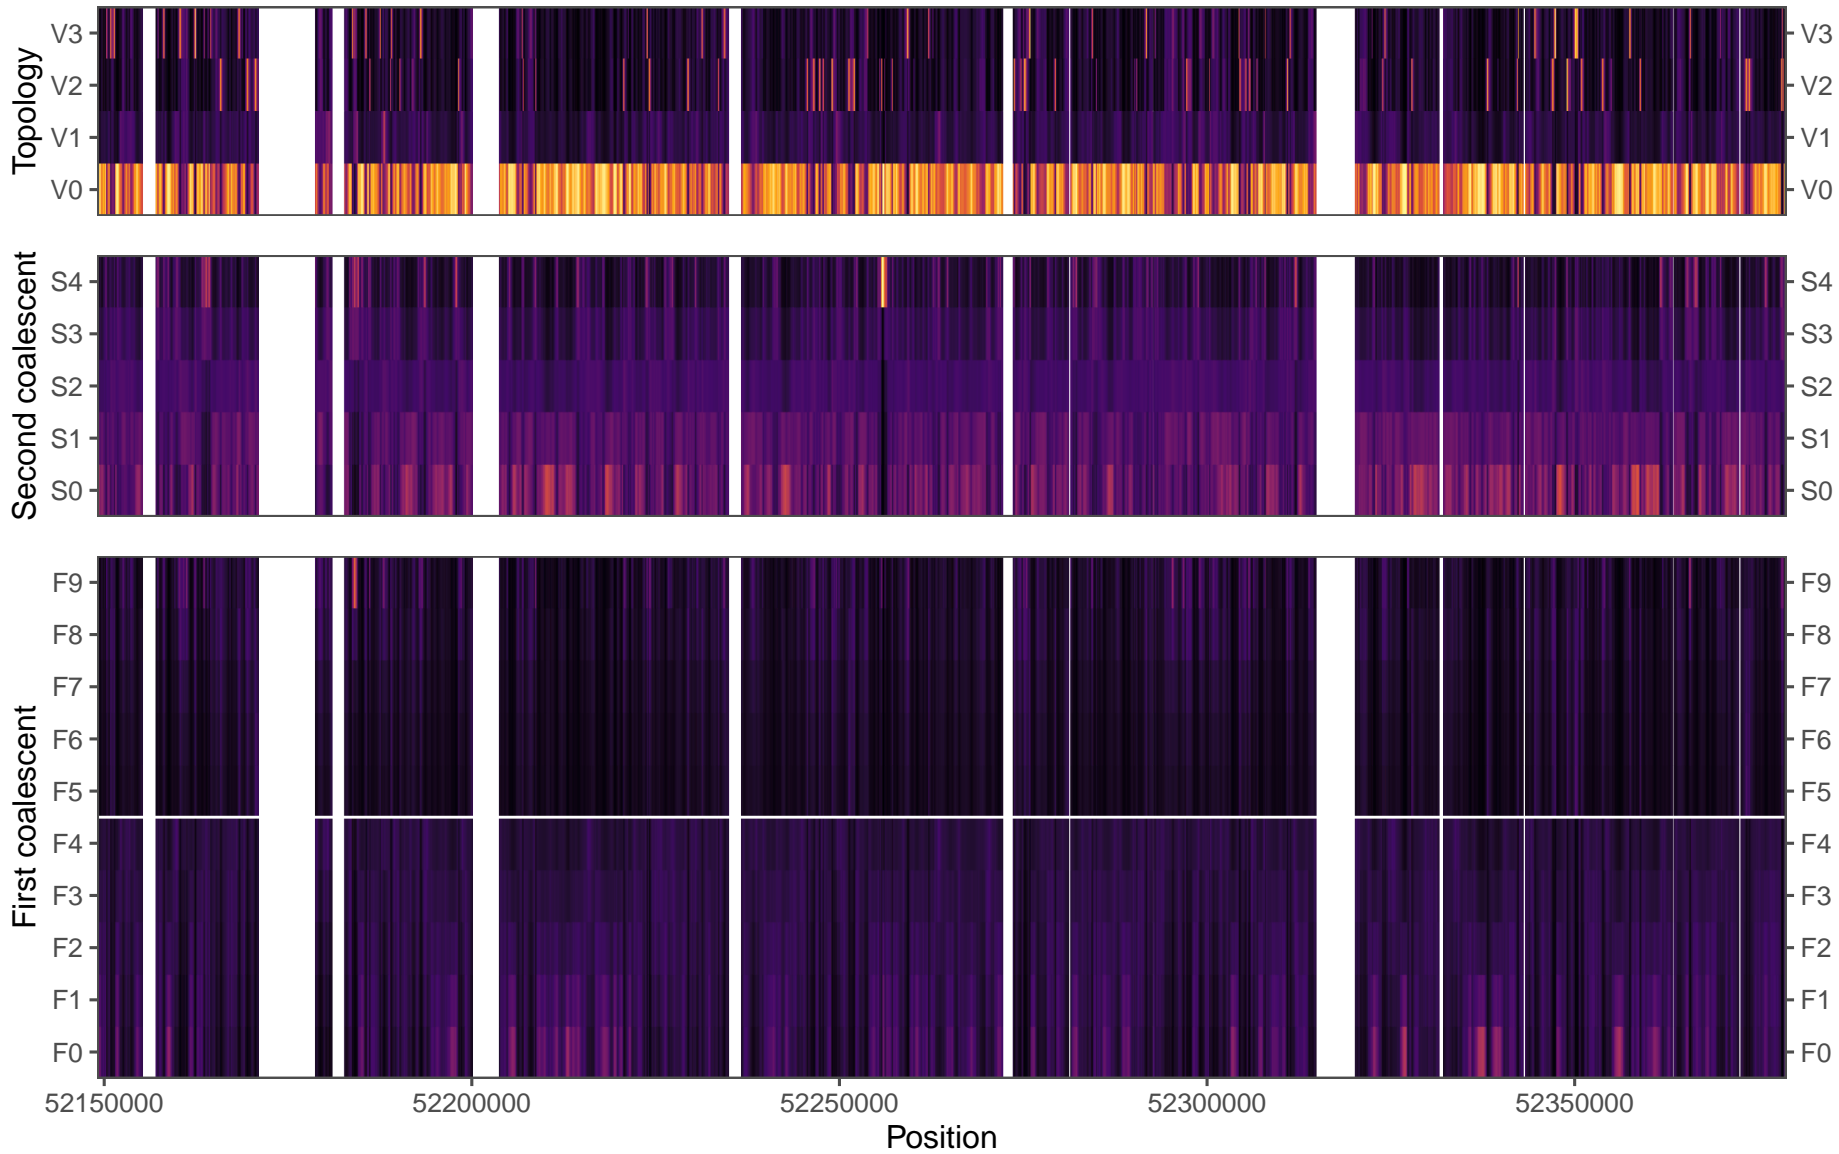 Topology
V3 V3
V2 V2
V1 V1
V0 V0
Second coalescent
S4 S4
S3 S3
S2 S2
S1 S1
S0 S0
First coalescent
F9 F9
F8 F8
F7 F7
F6 F6
F5 F5
F4 F4
F3 F3
F2 F2
F1 F1
F0 F0
52150000 52200000 52250000 52300000 52350000
Position